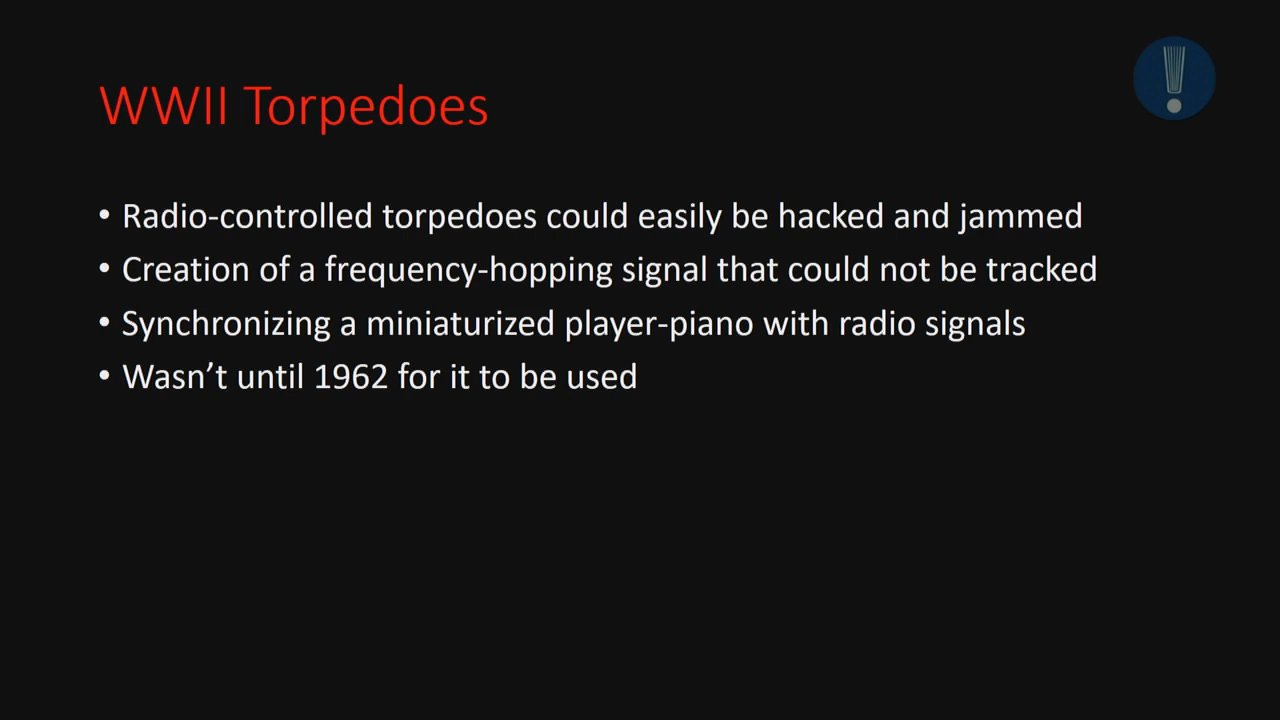 WWII Torpedoes
• Radio-controlled torpedoes could easily be hacked and jammed
• Creation of a frequency-hopping signal that could not be tracked
• Synchronizing a miniaturized player-piano with radio signals
• Wasn’t until 1962 for it to be used